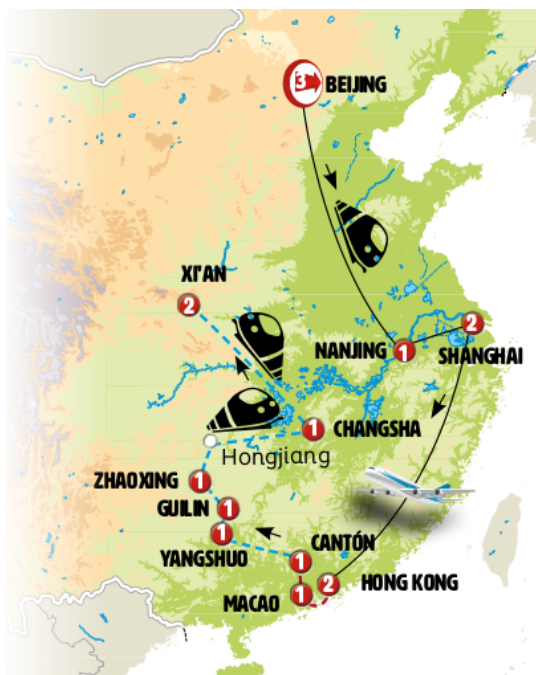 3 BEIJING
XI'AN
2
2
NANJING 1 SHANGHAI
1 CHANGSHA
Hongjiang
ZHAOXING 1
GUILIN 1
1
YANGSHUO
CANTÓN
1
2 HONG KONG
MACAO 1